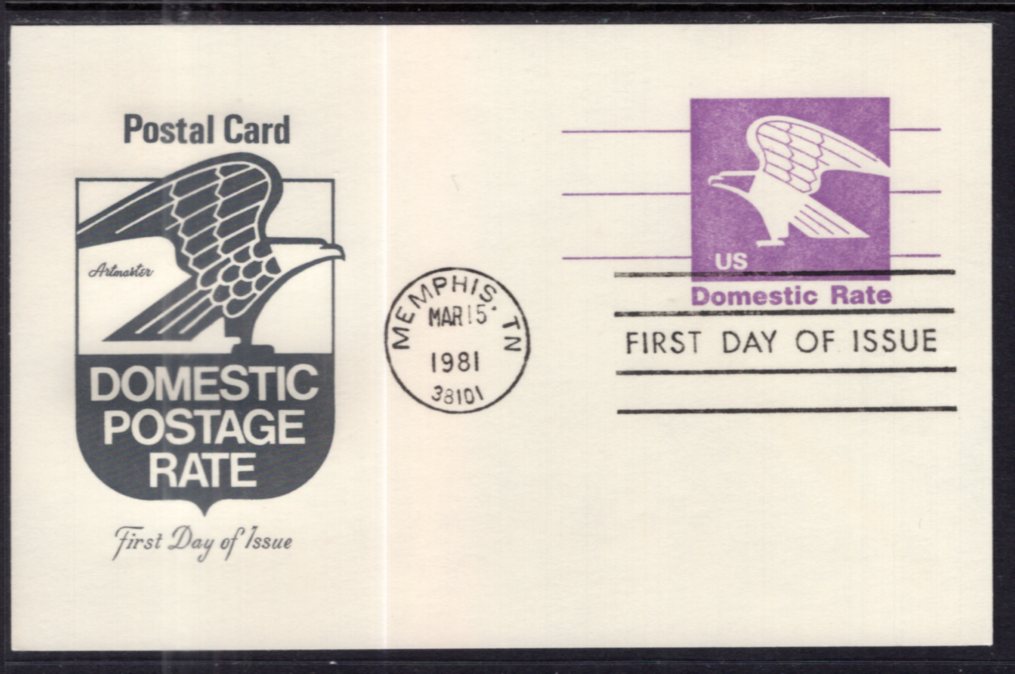 Postal Card
Artmaster
DOMESTIC
POSTAGE
RATE
First Day of Issue
MEMPHIS, TN
MAR 15
1981
38101
US
Domestic Rate
FIRST DAY OF ISSUE